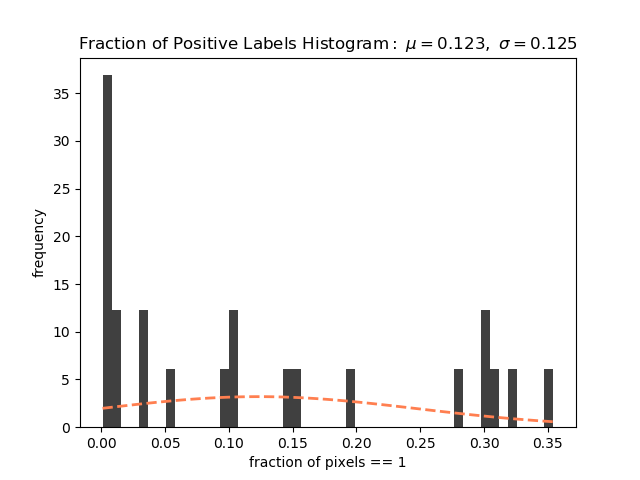 Fraction of Positive Labels Histogram: μ = 0.123, σ = 0.125
35
30
25
20
15
10
5
0
frequency
0.00 0.05 0.10 0.15 0.20 0.25 0.30 0.35
fraction of pixels == 1